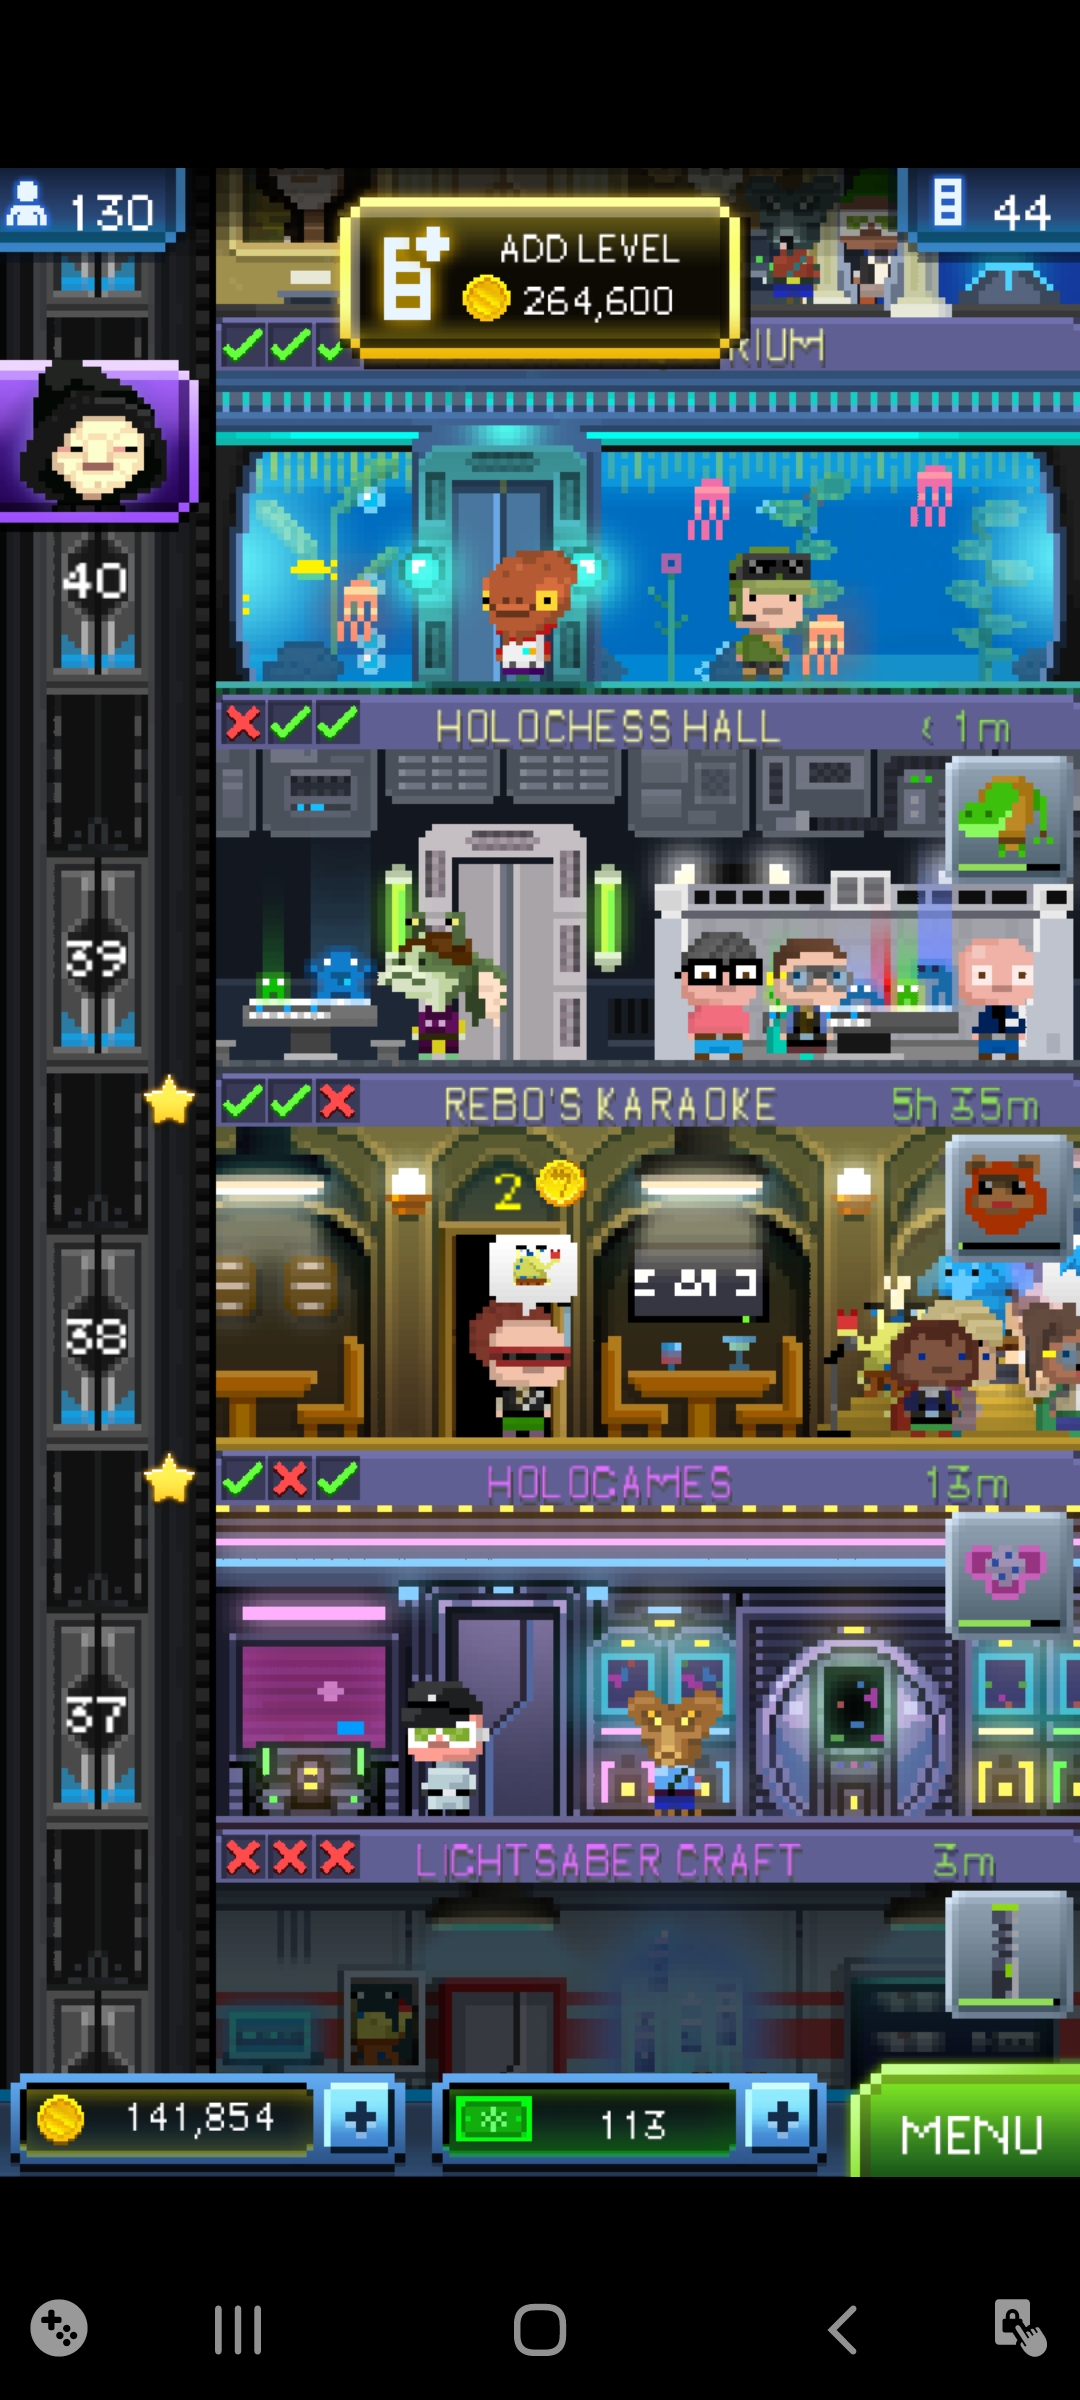 130
ADD LEVEL
264,600
44
RIUM
40
HOLOCHESS HALL
< 1m
39
REBO'S KARAOKE
5h 35m
2
38
HOLOGAMES
13m
37
LIGHTSABER CRAFT
3m
141,854
113
MENU